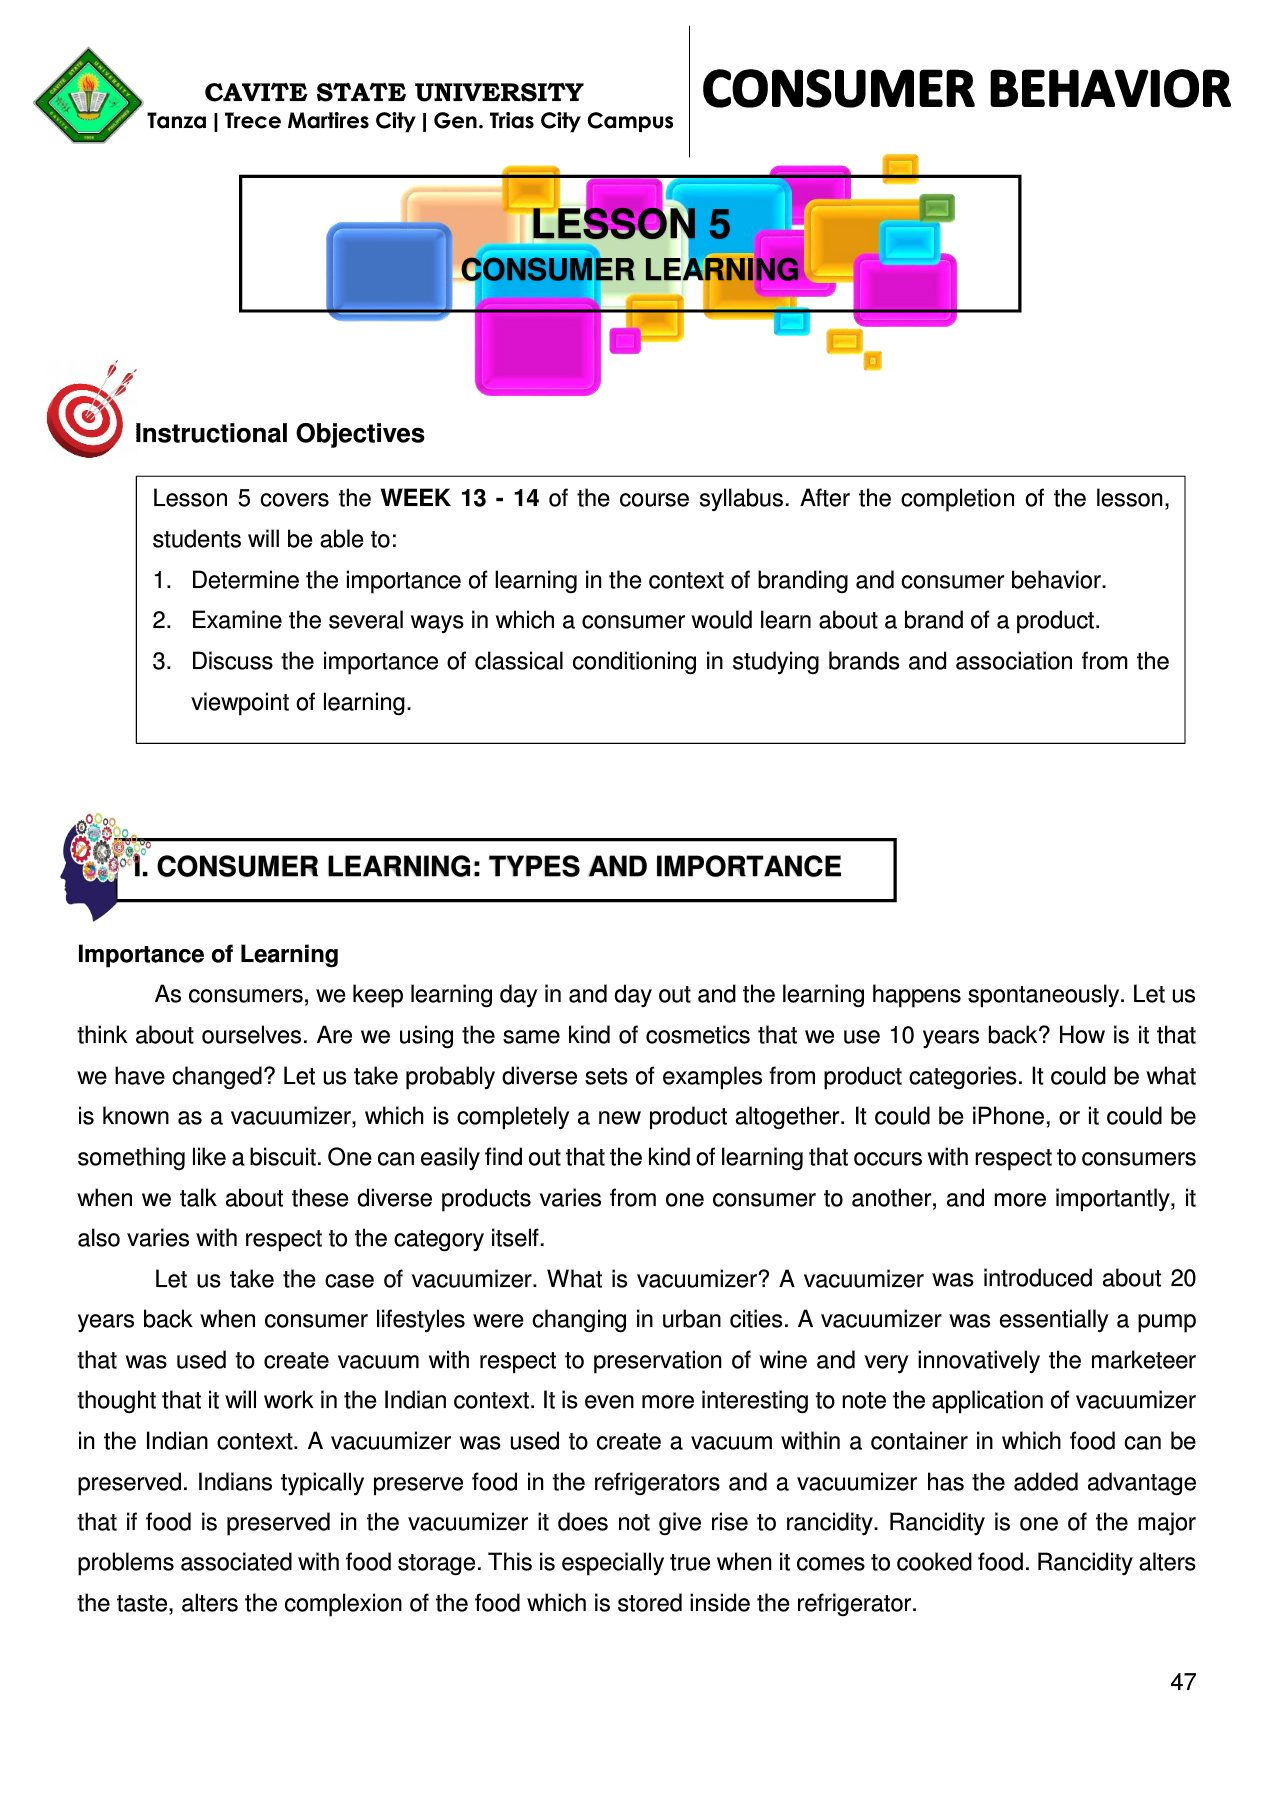 CAVITE STATE UNIVERSITY
Tanza | Trece Martires City | Gen. Trias City Campus
CONSUMER BEHAVIOR
LESSON 5
CONSUMER LEARNING
Instructional Objectives
Lesson 5 covers the WEEK 13 - 14 of the course syllabus. After the completion of the lesson,
students will be able to:
1. Determine the importance of learning in the context of branding and consumer behavior.
2. Examine the several ways in which a consumer would learn about a brand of a product.
3. Discuss the importance of classical conditioning in studying brands and association from the
viewpoint of learning.
I. CONSUMER LEARNING: TYPES AND IMPORTANCE
Importance of Learning
As consumers, we keep learning day in and day out and the learning happens spontaneously. Let us
think about ourselves. Are we using the same kind of cosmetics that we use 10 years back? How is it that
we have changed? Let us take probably diverse sets of examples from product categories. It could be what
is known as a vacuumizer, which is completely a new product altogether. It could be iPhone, or it could be
something like a biscuit. One can easily find out that the kind of learning that occurs with respect to consumers
when we talk about these diverse products varies from one consumer to another, and more importantly, it
also varies with respect to the category itself.
Let us take the case of vacuumizer. What is vacuumizer? A vacuumizer was introduced about 20
years back when consumer lifestyles were changing in urban cities. A vacuumizer was essentially a pump
that was used to create vacuum with respect to preservation of wine and very innovatively the marketeer
thought that it will work in the Indian context. It is even more interesting to note the application of vacuumizer
in the Indian context. A vacuumizer was used to create a vacuum within a container in which food can be
preserved. Indians typically preserve food in the refrigerators and a vacuumizer has the added advantage
that if food is preserved in the vacuumizer it does not give rise to rancidity. Rancidity is one of the major
problems associated with food storage. This is especially true when it comes to cooked food. Rancidity alters
the taste, alters the complexion of the food which is stored inside the refrigerator.
47